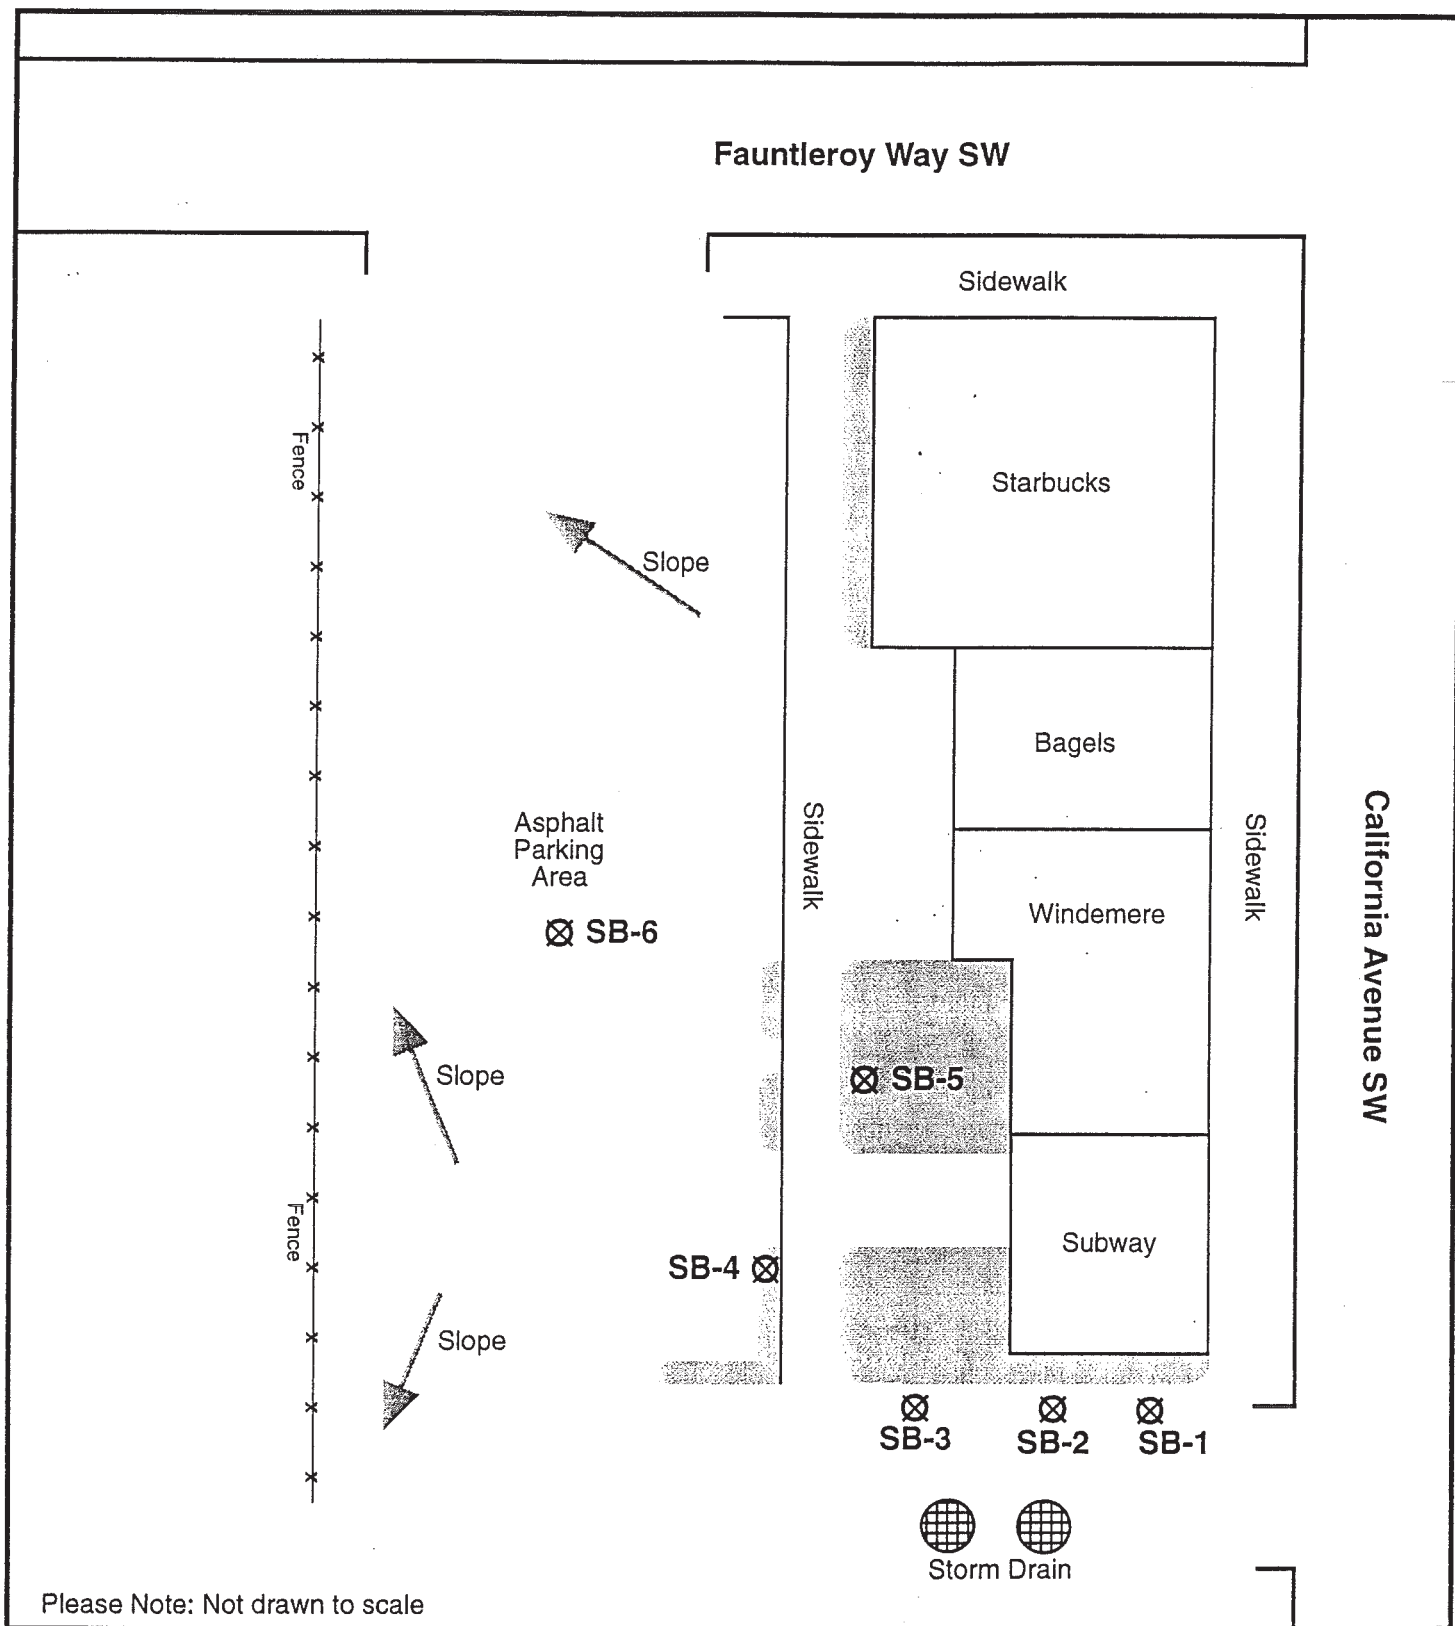 Fauntleroy Way SW
Sidewalk
Fence
Starbucks
Slope
Bagels
Asphalt
Parking
Area
Sidewalk
Sidewalk
California Avenue SW
Windemere
SB-6
Slope
SB-5
Fence
Subway
SB-4
Slope
SB-3
SB-2
SB-1
Storm Drain
Please Note: Not drawn to scale